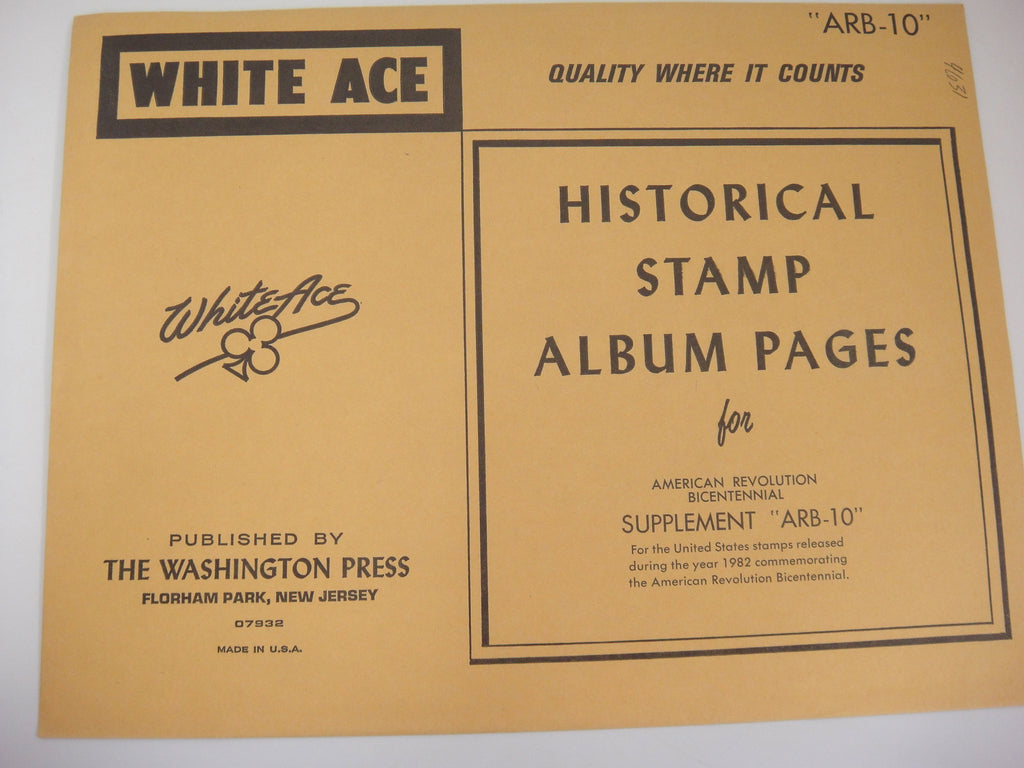 "ARB-10"
WHITE ACE
QUALITY WHERE IT COUNTS
White Ace
PUBLISHED BY
THE WASHINGTON PRESS
FLORHAM PARK, NEW JERSEY
07932
MADE IN U.S.A.
HISTORICAL
STAMP
ALBUM PAGES
for
AMERICAN REVOLUTION
BICENTENNIAL
SUPPLEMENT "ARB-10"
For the United States stamps released
during the year 1982 commemorating
the American Revolution Bicentennial.